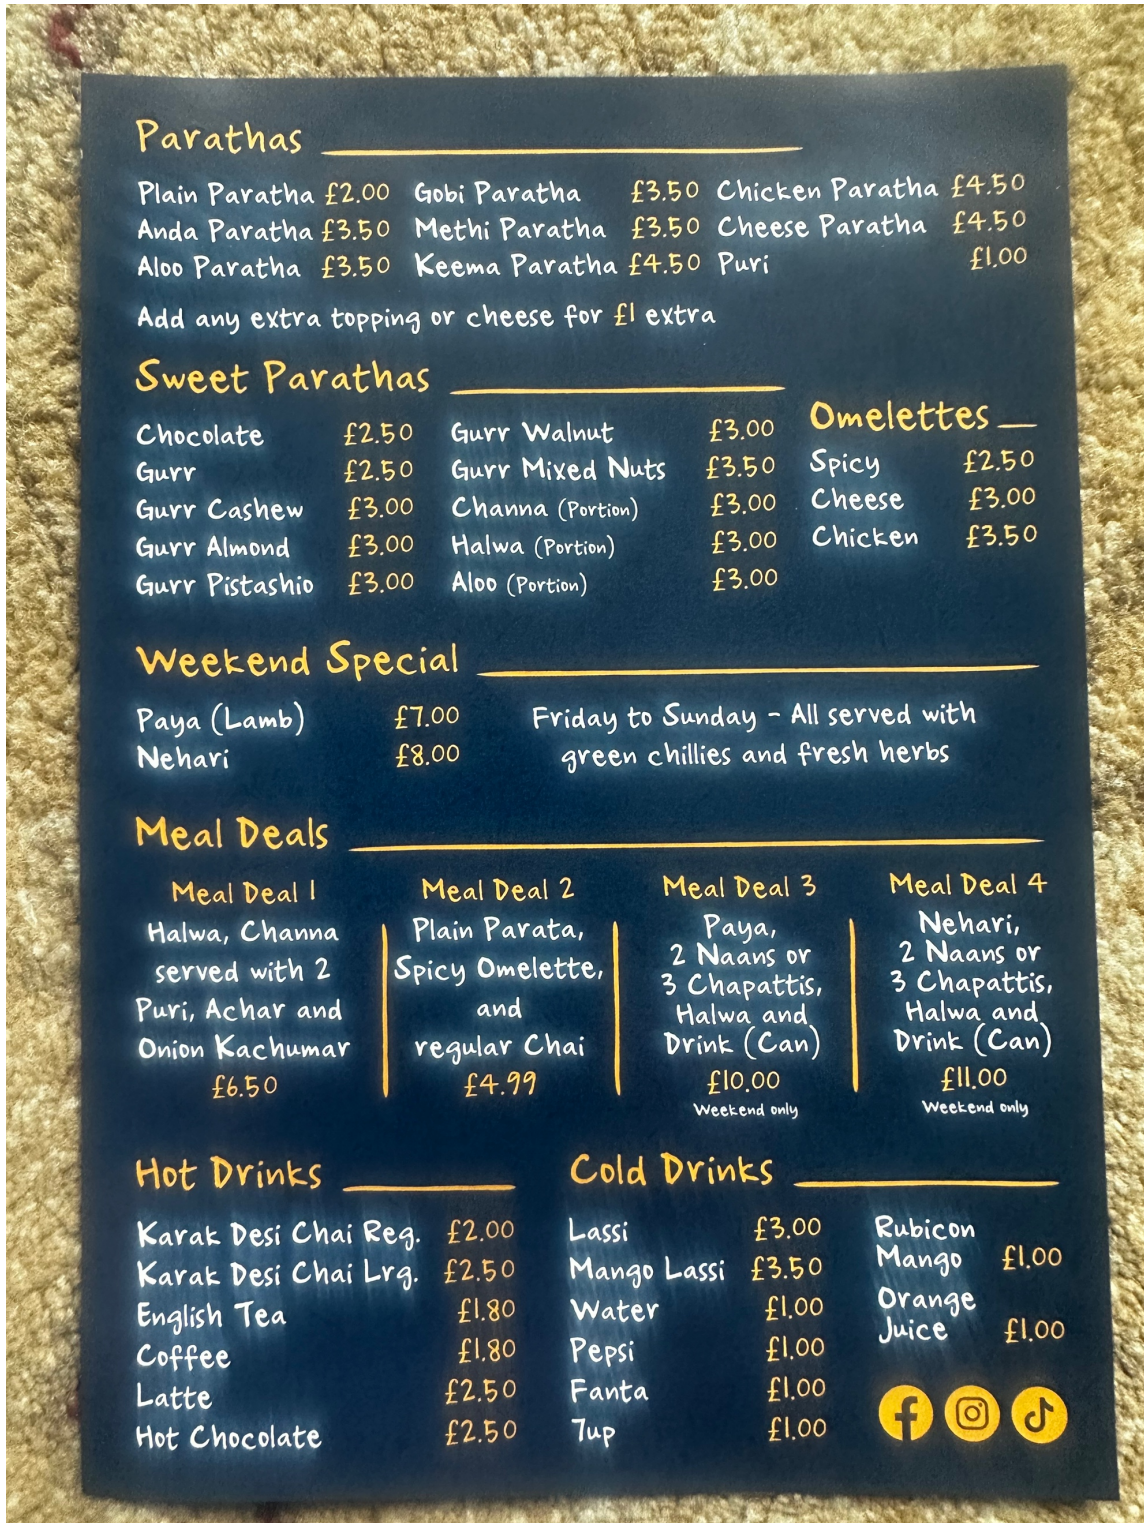 Parathas
Plain Paratha £2.00 Gobi Paratha £3.50 Chicken Paratha £4.50
Anda Paratha £3.50 Methi Paratha £3.50 Cheese Paratha £4.50
Aloo Paratha £3.50 Keema Paratha £4.50 Puri £1.00
Add any extra topping or cheese for £1 extra
Sweet Parathas
Chocolate £2.50 Gurr Walnut £3.00
Gurr £2.50 Gurr Mixed Nuts £3.50
Gurr Cashew £3.00 Channa (Portion) £3.00
Gurr Almond £3.00 Halwa (Portion) £3.00
Gurr Pistashio £3.00 Aloo (Portion) £3.00
Omelettes
Spicy £2.50
Cheese £3.00
Chicken £3.50
Weekend Special
Paya (Lamb) £7.00
Nehari £8.00
Friday to Sunday - All served with
green chillies and fresh herbs
Meal Deals
Meal Deal 1
Halwa, Channa
served with 2
Puri, Achar and
Onion Kachumar
£6.50
Meal Deal 2
Plain Parata,
Spicy Omelette,
and
regular Chai
£4.99
Meal Deal 3
Paya,
2 Naans or
3 Chapattis,
Halwa and
Drink (Can)
£10.00
Weekend only
Meal Deal 4
Nehari,
2 Naans or
3 Chapattis,
Halwa and
Drink (Can)
£11.00
Weekend only
Hot Drinks
Karak Desi Chai Reg. £2.00
Karak Desi Chai Lrg. £2.50
English Tea £1.80
Coffee £1.80
Latte £2.50
Hot Chocolate £2.50
Cold Drinks
Lassi £3.00
Mango Lassi £3.50
Water £1.00
Pepsi £1.00
Fanta £1.00
7up £1.00
Rubicon
Mango £1.00
Orange
Juice £1.00